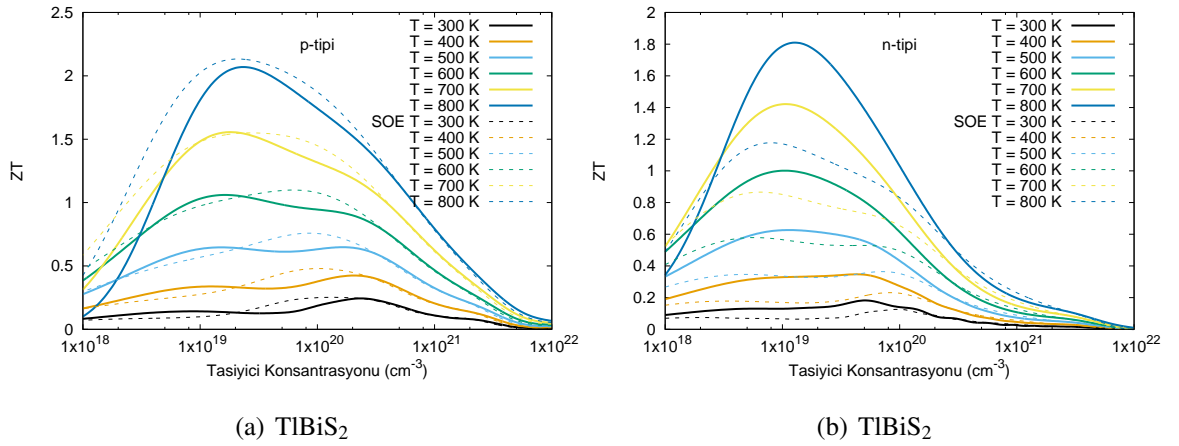 p-tipi
T = 300 K
T = 400 K
T = 500 K
T = 600 K
T = 700 K
T = 800 K
SOE T = 300 K
T = 400 K
T = 500 K
T = 600 K
T = 700 K
T = 800 K
2.5
2
1.5
1
0.5
0
ZT
1x10^18 1x10^19 1x10^20 1x10^21 1x10^22
Tasiyici Konsantrasyonu (cm^-3)
(a) TlBiS₂
n-tipi
T = 300 K
T = 400 K
T = 500 K
T = 600 K
T = 700 K
T = 800 K
SOE T = 300 K
T = 400 K
T = 500 K
T = 600 K
T = 700 K
T = 800 K
2
1.8
1.6
1.4
1.2
1
0.8
0.6
0.4
0.2
0
ZT
1x10^18 1x10^19 1x10^20 1x10^21 1x10^22
Tasiyici Konsantrasyonu (cm^-3)
(b) TlBiS₂